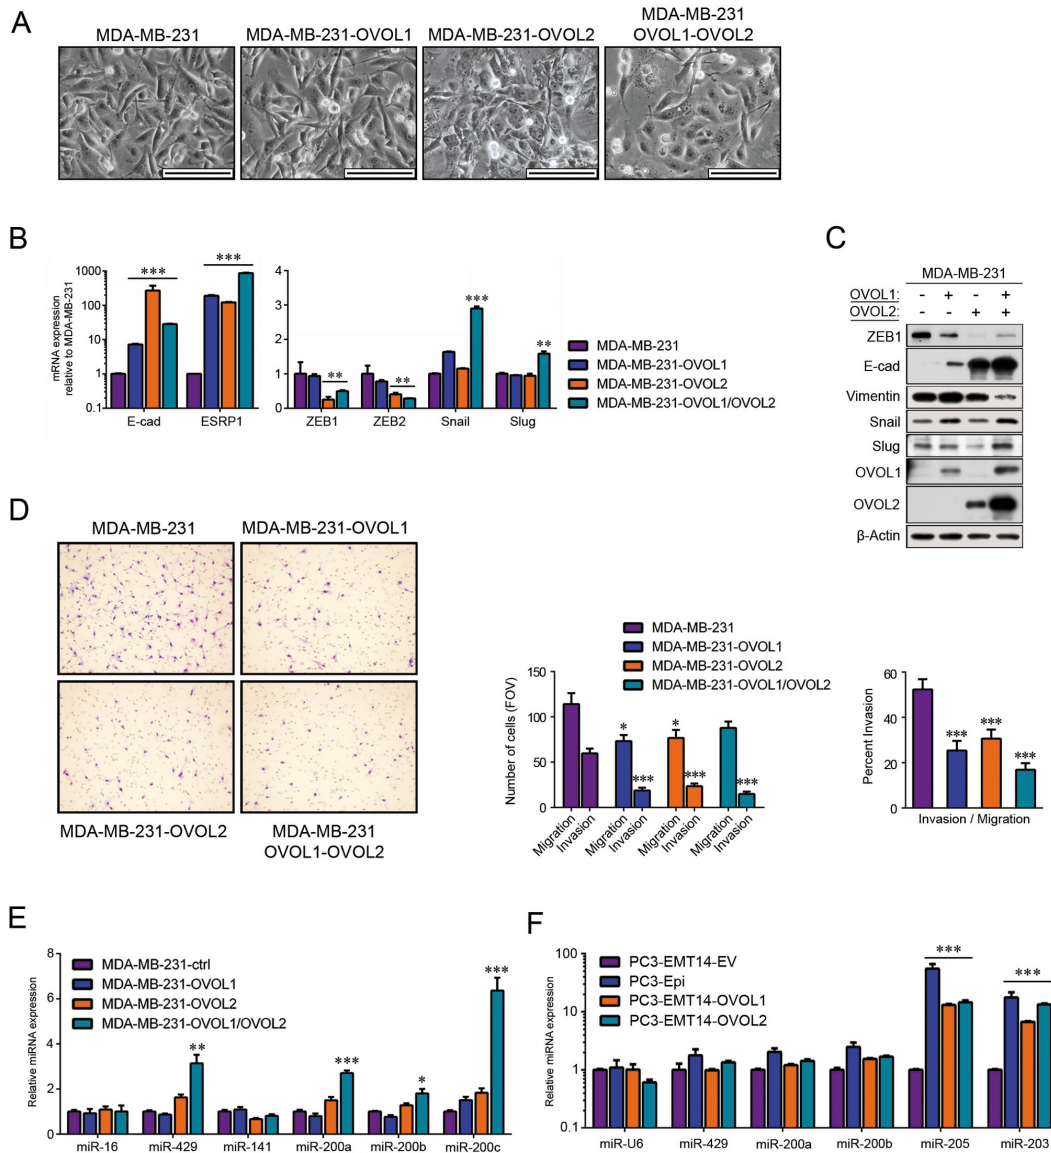 A
MDA-MB-231
MDA-MB-231-OVOL1
MDA-MB-231-OVOL2
MDA-MB-231
OVOL1-OVOL2
B
mRNA expression
relative to MDA-MB-231
1000
100
10
1
0.1
***
***
E-cad
ESRP1
4
3
2
1
0
**
**
***
**
ZEB1
ZEB2
Snail
Slug
MDA-MB-231
MDA-MB-231-OVOL1
MDA-MB-231-OVOL2
MDA-MB-231-OVOL1/OVOL2
C
MDA-MB-231
OVOL1: - + - +
OVOL2: - - + +
ZEB1
E-cad
Vimentin
Snail
Slug
OVOL1
OVOL2
β-Actin
D
MDA-MB-231
MDA-MB-231-OVOL1
MDA-MB-231-OVOL2
MDA-MB-231
OVOL1-OVOL2
MDA-MB-231
MDA-MB-231-OVOL1
MDA-MB-231-OVOL2
MDA-MB-231-OVOL1/OVOL2
Number of cells (FOV)
150
100
50
0
*
***
*
***
***
Migration
Invasion
Migration
Invasion
Migration
Invasion
Migration
Invasion
Percent Invasion
60
40
20
0
***
***
***
Invasion / Migration
E
Relative miRNA expression
8
6
4
2
0
MDA-MB-231-ctrl
MDA-MB-231-OVOL1
MDA-MB-231-OVOL2
MDA-MB-231-OVOL1/OVOL2
**
***
*
***
miR-16
miR-429
miR-141
miR-200a
miR-200b
miR-200c
F
Relative miRNA expression
100
10
1
0.1
PC3-EMT14-EV
PC3-Epi
PC3-EMT14-OVOL1
PC3-EMT14-OVOL2
***
***
miR-U6
miR-429
miR-200a
miR-200b
miR-205
miR-203